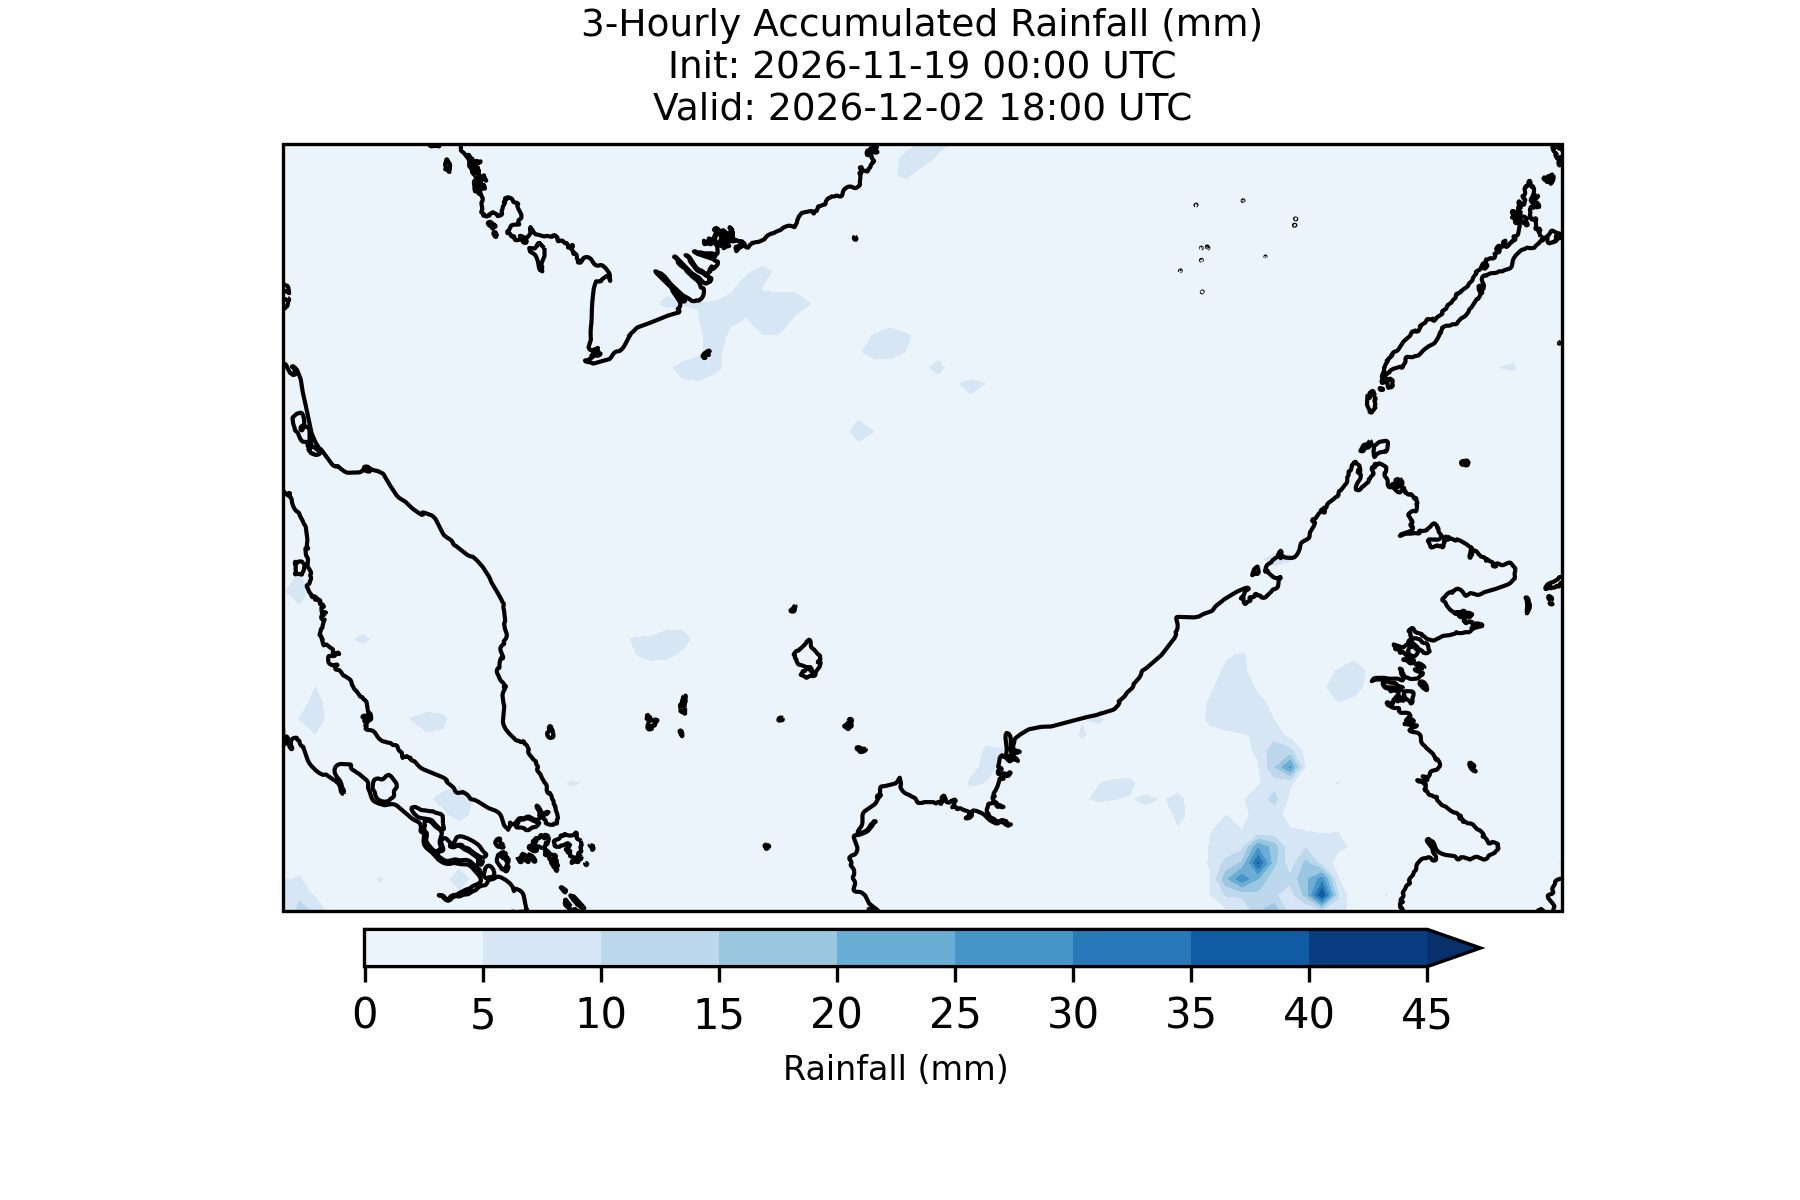 3-Hourly Accumulated Rainfall (mm)
Init: 2026-11-19 00:00 UTC
Valid: 2026-12-02 18:00 UTC
0 5 10 15 20 25 30 35 40 45
Rainfall (mm)